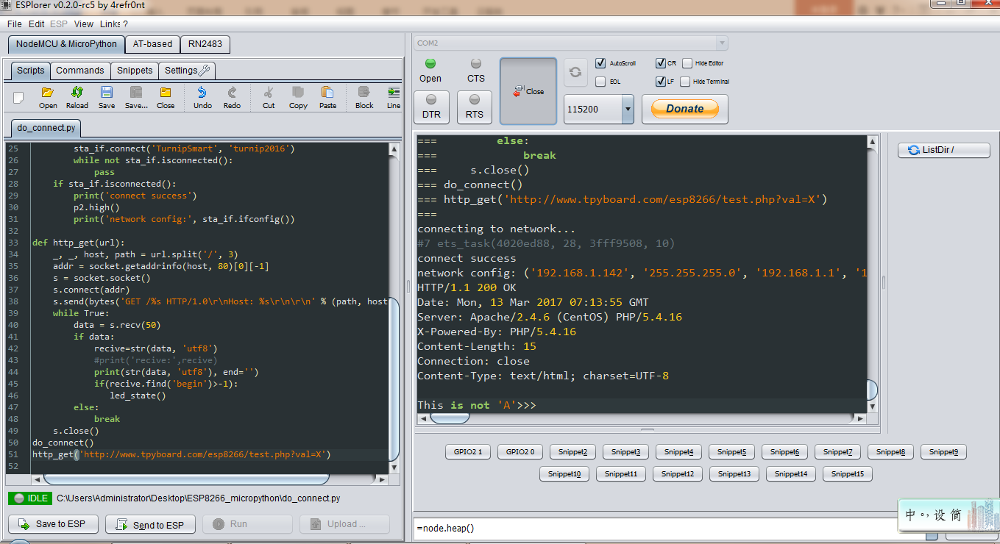 ESPlorer v0.2.0-rc5 by 4refr0nt
File Edit ESP View Links ?
NodeMCU & MicroPython AT-based RN2483
Scripts Commands Snippets Settings
Open Reload Save Save... Close Undo Redo Cut Copy Paste Block Line
do_connect.py
25 sta_if.connect('TurnipSmart', 'turnip2016')
26 while not sta_if.isconnected():
27 pass
28 if sta_if.isconnected():
29 print('connect success')
30 p2.high()
31 print('network config:', sta_if.ifconfig())
32
33 def http_get(url):
34 _, _, host, path = url.split('/', 3)
35 addr = socket.getaddrinfo(host, 80)[0][-1]
36 s = socket.socket()
37 s.connect(addr)
38 s.send(bytes('GET /%s HTTP/1.0\r\nHost: %s\r\n\r\n' % (path, host
39 while True:
40 data = s.recv(50)
41 if data:
42 recive=str(data, 'utf8')
43 #print('recive:',recive)
44 print(str(data, 'utf8'), end='')
45 if(recive.find('begin')>-1):
46 led_state()
47 else:
48 break
49 s.close()
50 do_connect()
51 http_get('http://www.tpyboard.com/esp8266/test.php?val=X')
52
IDLE C:\Users\Administrator\Desktop\ESP8266_micropython\do_connect.py
Save to ESP Send to ESP Run Upload ...
COM2
Open CTS Close AutoScroll CR Hide Editor
EOL LF Hide Terminal
DTR RTS 115200 Donate
=== else:
=== break
=== s.close()
=== do_connect()
=== http_get('http://www.tpyboard.com/esp8266/test.php?val=X')
===
connecting to network...
#7 ets_task(4020ed88, 28, 3fff9508, 10)
connect success
network config: ('192.168.1.142', '255.255.255.0', '192.168.1.1', '1
HTTP/1.1 200 OK
Date: Mon, 13 Mar 2017 07:13:55 GMT
Server: Apache/2.4.6 (CentOS) PHP/5.4.16
X-Powered-By: PHP/5.4.16
Content-Length: 15
Connection: close
Content-Type: text/html; charset=UTF-8
This is not 'A'>>>
ListDir /
GPIO2 1 GPIO2 0 Snippet2 Snippet3 Snippet4 Snippet5 Snippet6 Snippet7 Snippet8 Snippet9
Snippet10 Snippet11 Snippet12 Snippet13 Snippet14 Snippet15
=node.heap()
中 °, 设 简